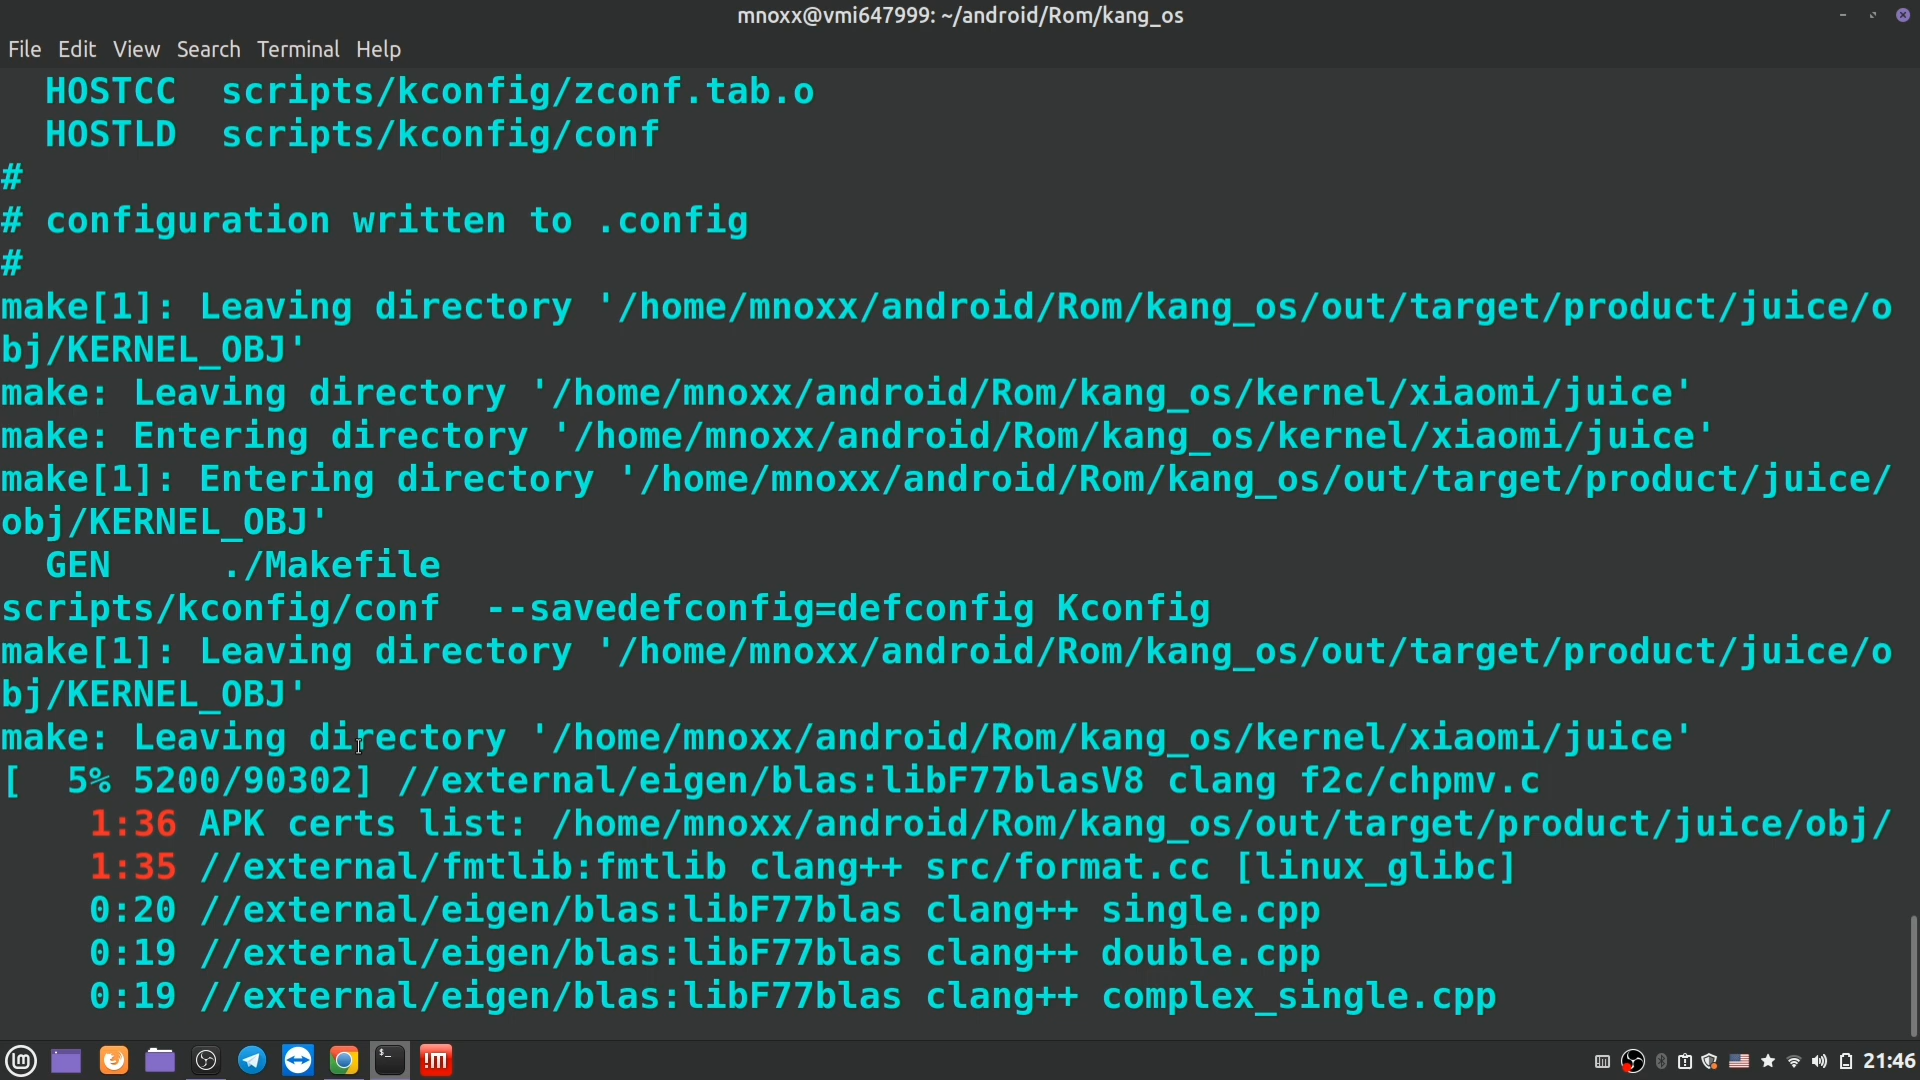 mnoxx@vmi647999: ~/android/Rom/kang_os
File Edit View Search Terminal Help
HOSTCC  scripts/kconfig/zconf.tab.o
HOSTLD  scripts/kconfig/conf
#
# configuration written to .config
#
make[1]: Leaving directory '/home/mnoxx/android/Rom/kang_os/out/target/product/juice/o
bj/KERNEL_OBJ'
make: Leaving directory '/home/mnoxx/android/Rom/kang_os/kernel/xiaomi/juice'
make: Entering directory '/home/mnoxx/android/Rom/kang_os/kernel/xiaomi/juice'
make[1]: Entering directory '/home/mnoxx/android/Rom/kang_os/out/target/product/juice/
obj/KERNEL_OBJ'
GEN     ./Makefile
scripts/kconfig/conf  --savedefconfig=defconfig Kconfig
make[1]: Leaving directory '/home/mnoxx/android/Rom/kang_os/out/target/product/juice/o
bj/KERNEL_OBJ'
make: Leaving directory '/home/mnoxx/android/Rom/kang_os/kernel/xiaomi/juice'
[  5% 5200/90302] //external/eigen/blas:libF77blasV8 clang f2c/chpmv.c
1:36 APK certs list: /home/mnoxx/android/Rom/kang_os/out/target/product/juice/obj/
1:35 //external/fmtlib:fmtlib clang++ src/format.cc [linux_glibc]
0:20 //external/eigen/blas:libF77blas clang++ single.cpp
0:19 //external/eigen/blas:libF77blas clang++ double.cpp
0:19 //external/eigen/blas:libF77blas clang++ complex_single.cpp
21:46